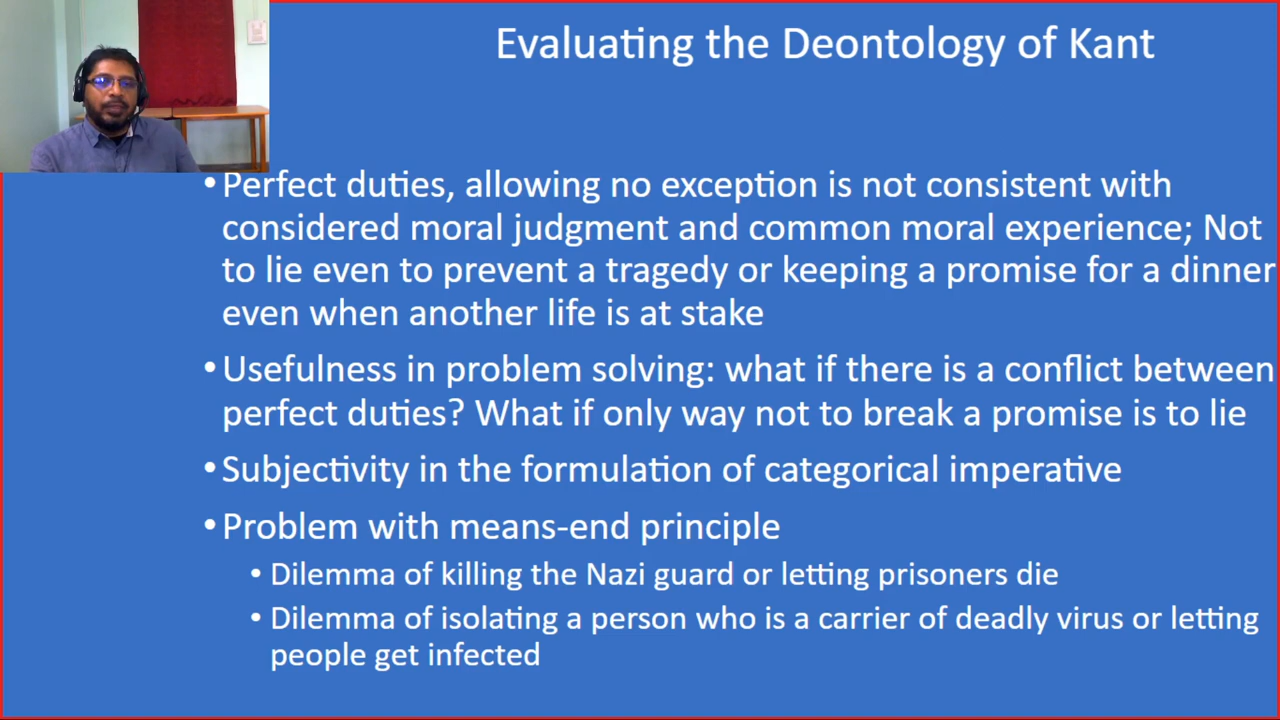 Evaluating the Deontology of Kant
•Perfect duties, allowing no exception is not consistent with
considered moral judgment and common moral experience; Not
to lie even to prevent a tragedy or keeping a promise for a dinner
even when another life is at stake
•Usefulness in problem solving: what if there is a conflict between
perfect duties? What if only way not to break a promise is to lie
•Subjectivity in the formulation of categorical imperative
•Problem with means-end principle
• Dilemma of killing the Nazi guard or letting prisoners die
• Dilemma of isolating a person who is a carrier of deadly virus or letting
people get infected